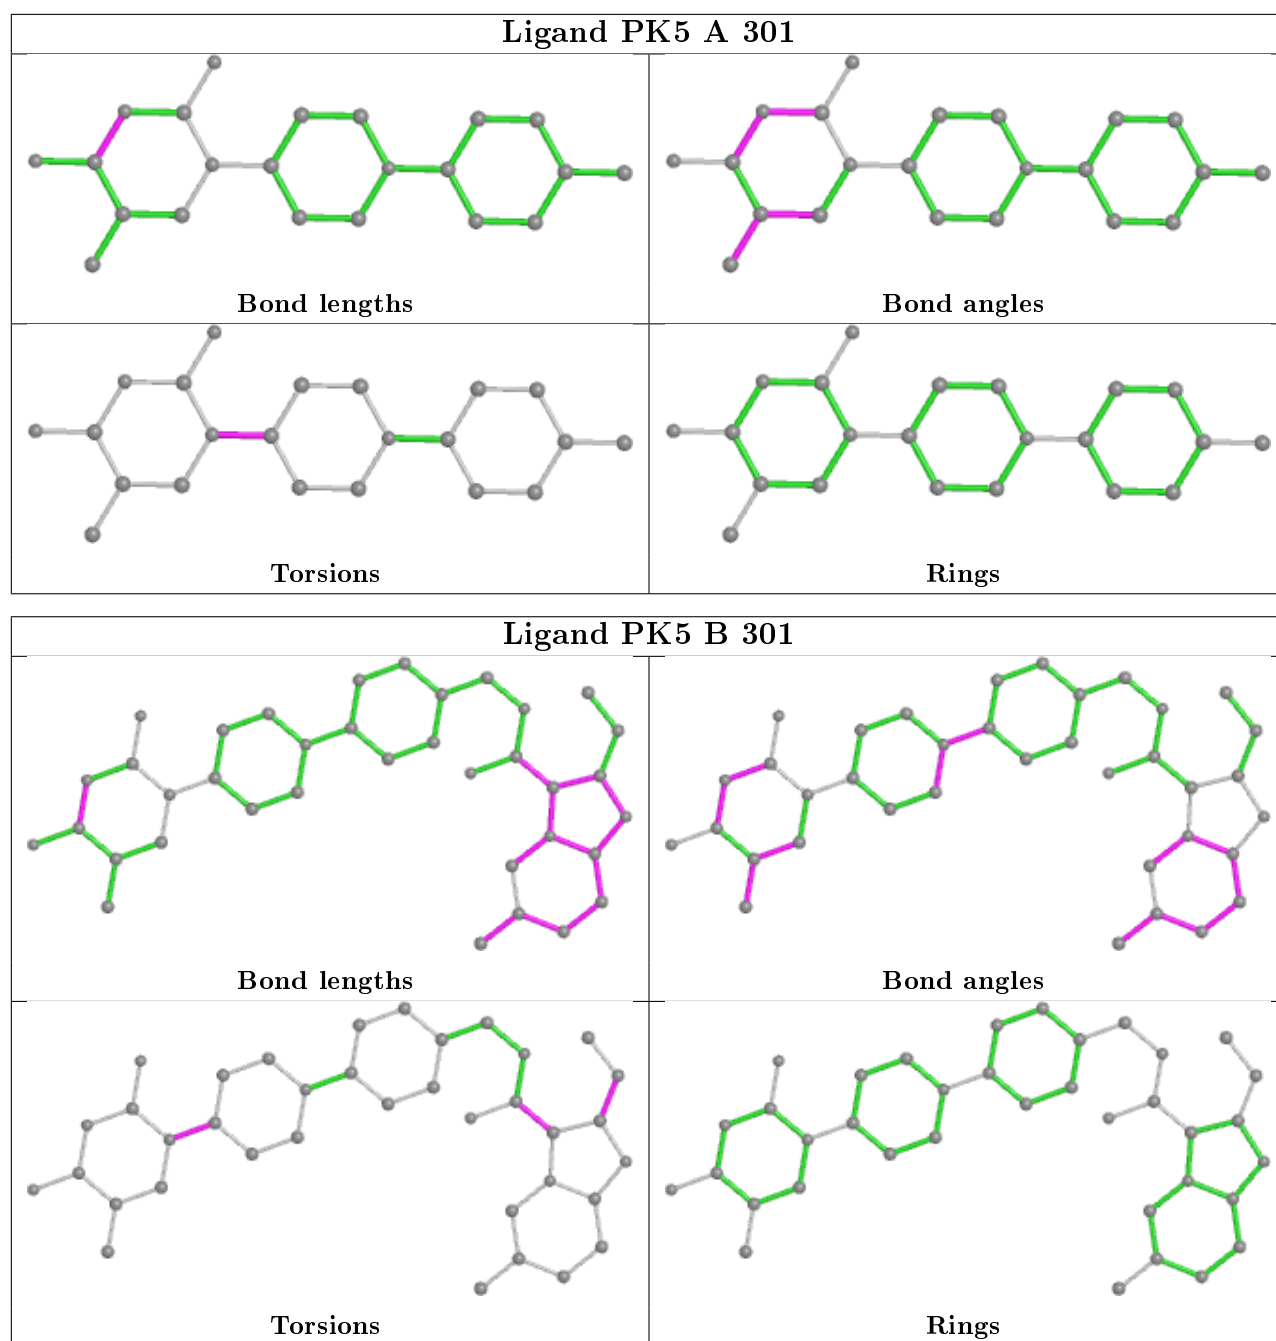 Ligand PK5 A 301
Bond lengths
Bond angles
Torsions
Rings
Ligand PK5 B 301
Bond lengths
Bond angles
Torsions
Rings